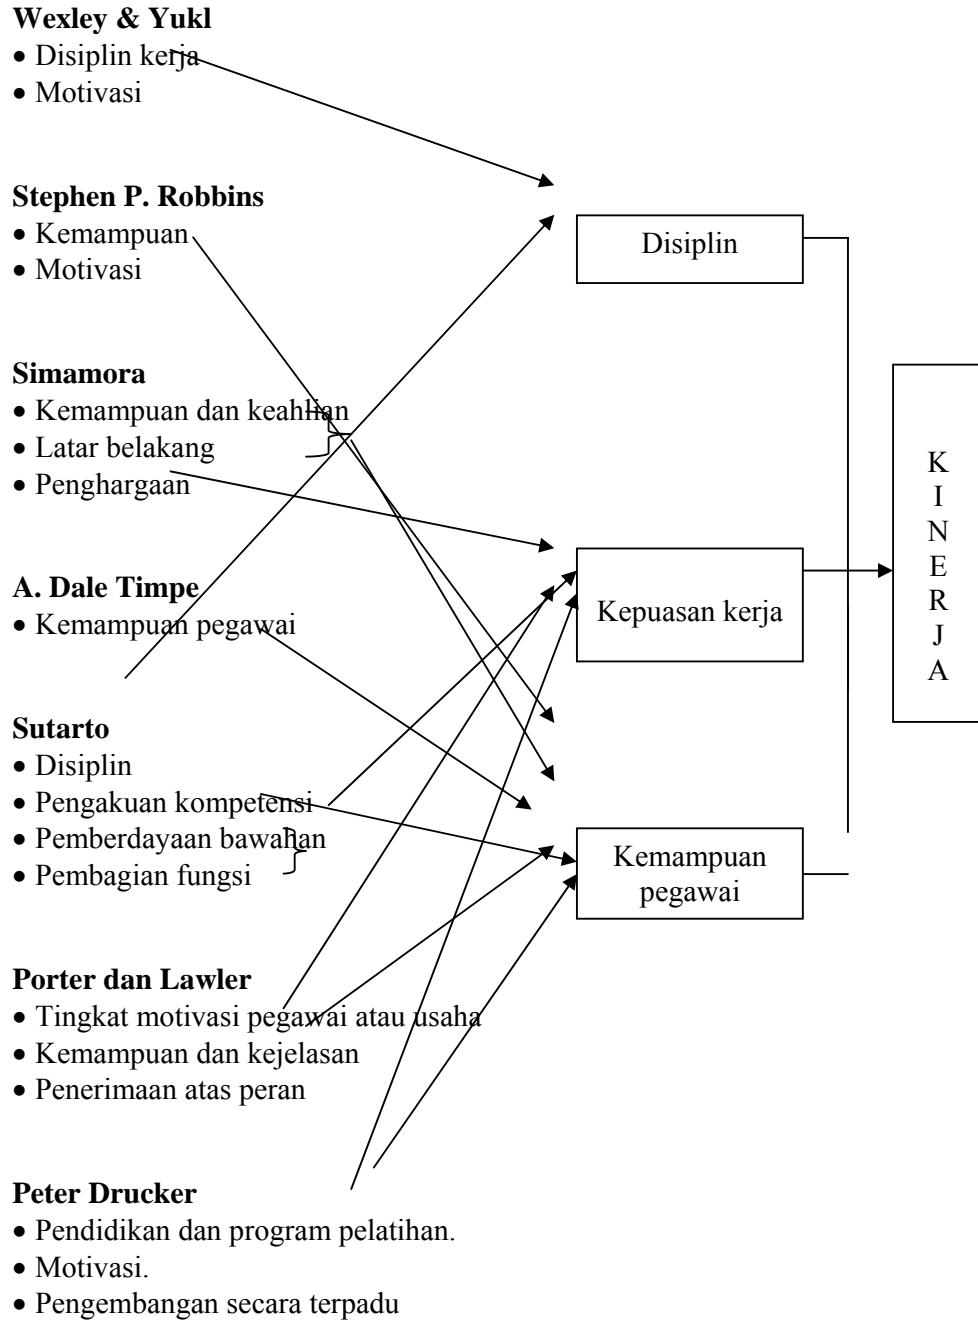 Wexley & Yukl
• Disiplin kerja
• Motivasi
Stephen P. Robbins
• Kemampuan
• Motivasi
Simamora
• Kemampuan dan keahlian
• Latar belakang
• Penghargaan
A. Dale Timpe
• Kemampuan pegawai
Sutarto
• Disiplin
• Pengakuan kompetensi
• Pemberdayaan bawahan
• Pembagian fungsi
Porter dan Lawler
• Tingkat motivasi pegawai atau usaha
• Kemampuan dan kejelasan
• Penerimaan atas peran
Peter Drucker
• Pendidikan dan program pelatihan.
• Motivasi.
• Pengembangan secara terpadu
Disiplin
Kepuasan kerja
Kemampuan
pegawai
K
I
N
E
R
J
A